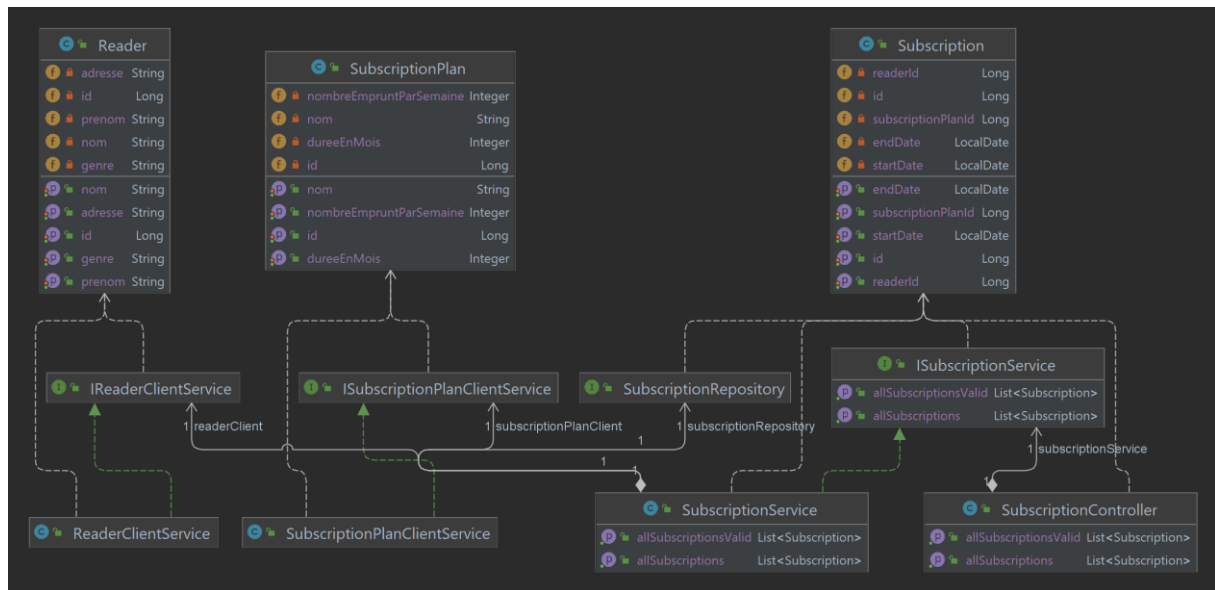 Reader
adresse String
id Long
prenom String
nom String
genre String
nom String
adresse String
id Long
genre String
prenom String
SubscriptionPlan
nombreEmpruntParSemaine Integer
nom String
dureeEnMois Integer
id Long
nom String
nombreEmpruntParSemaine Integer
id Long
dureeEnMois Integer
Subscription
readerId Long
id Long
subscriptionPlanId Long
endDate LocalDate
startDate LocalDate
endDate LocalDate
subscriptionPlanId Long
startDate LocalDate
id Long
readerId Long
IReaderClientService
ISubscriptionPlanClientService
SubscriptionRepository
ISubscriptionService
allSubscriptionsValid List<Subscription>
allSubscriptions List<Subscription>
1 readerClient
1 subscriptionPlanClient
1 subscriptionRepository
1
1
1
1 subscriptionService
1
ReaderClientService
SubscriptionPlanClientService
SubscriptionService
allSubscriptionsValid List<Subscription>
allSubscriptions List<Subscription>
SubscriptionController
allSubscriptionsValid List<Subscription>
allSubscriptions List<Subscription>